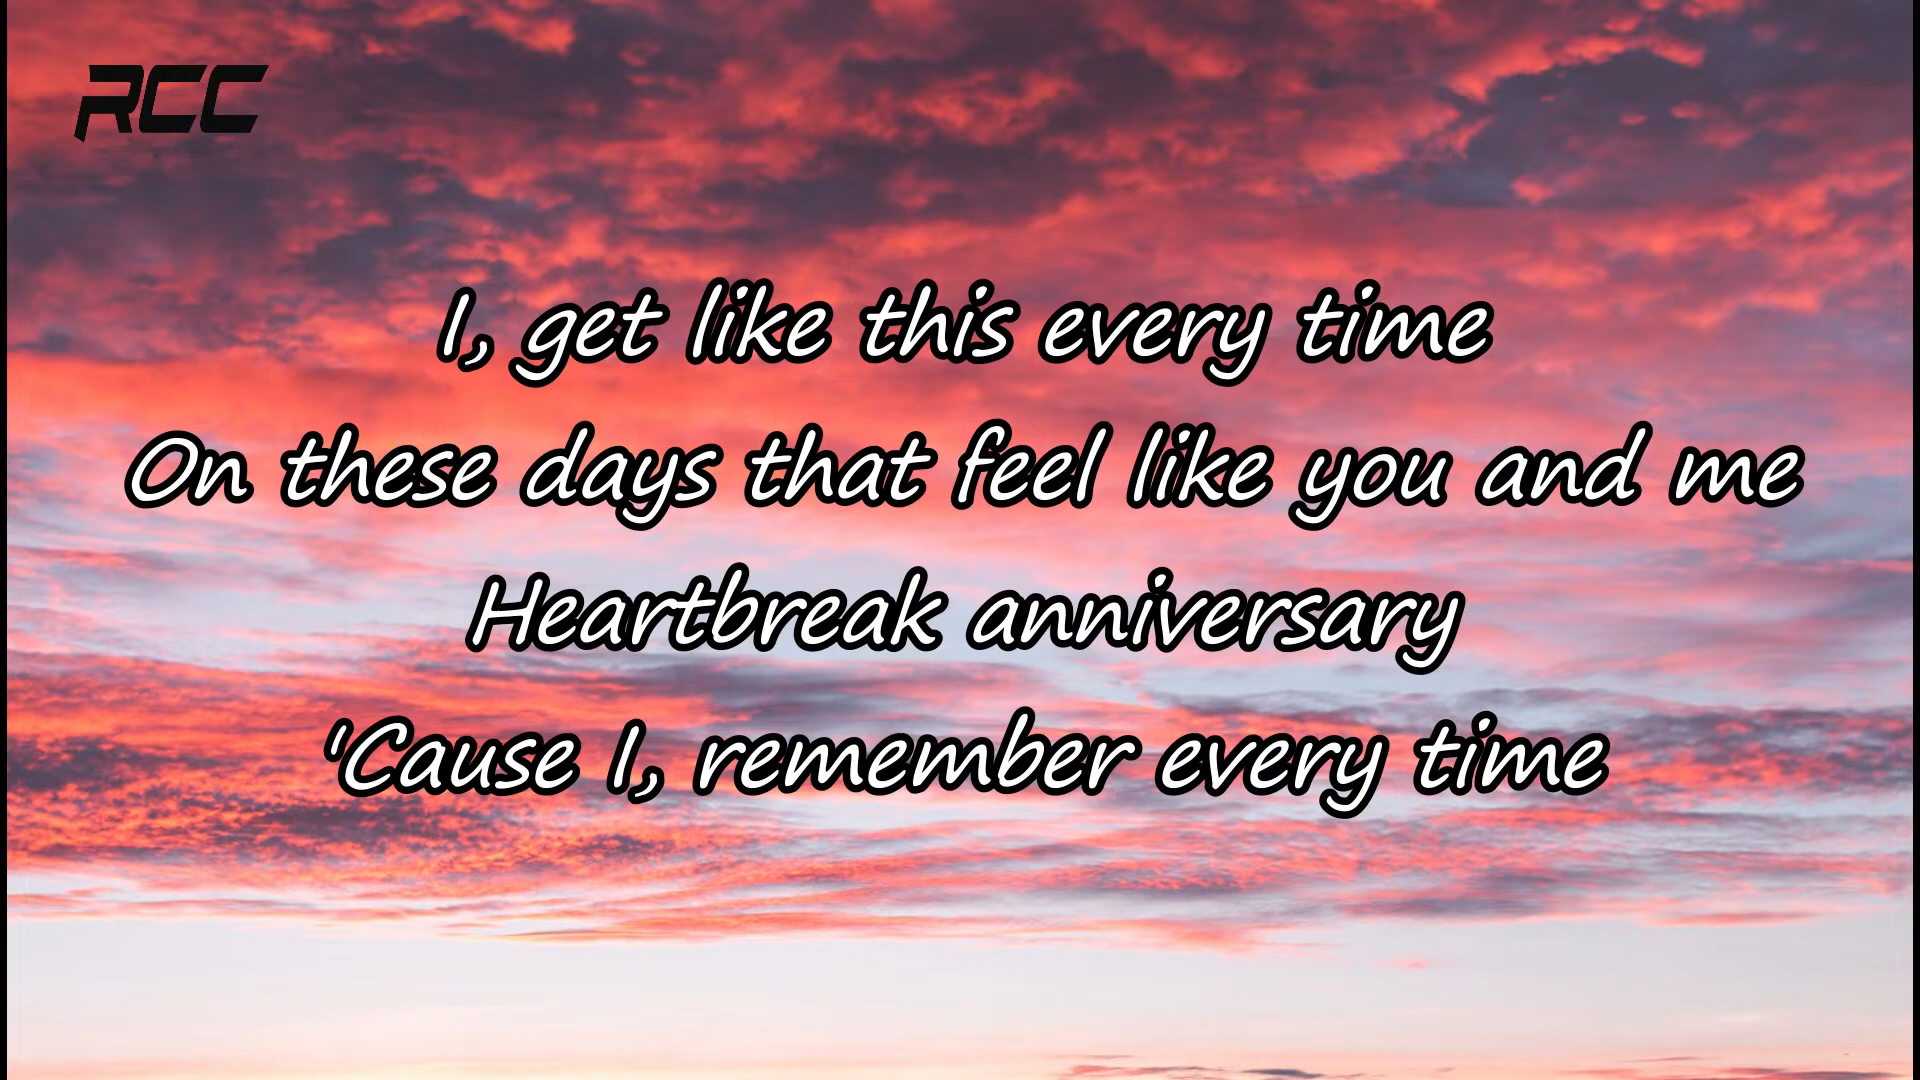 RCC
I, get like this every time
On these days that feel like you and me
Heartbreak anniversary
'Cause I, remember every time